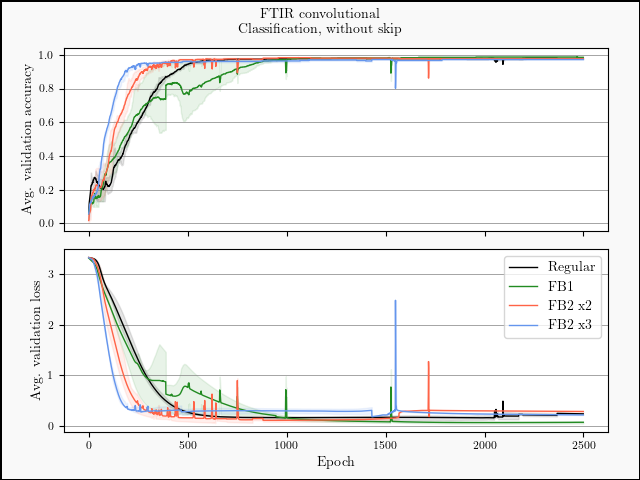 FTIR convolutional
Classification, without skip
1.0
0.8
0.6
0.4
0.2
0.0
Avg. validation accuracy
3
2
1
0
Avg. validation loss
Regular
FB1
FB2 x2
FB2 x3
0 500 1000 1500 2000 2500
Epoch